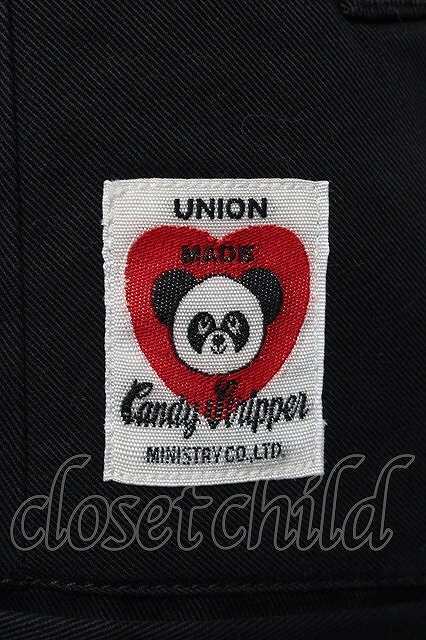 UNION
MADE
Candy Stripper
MINISTRY CO., LTD.
closetchild